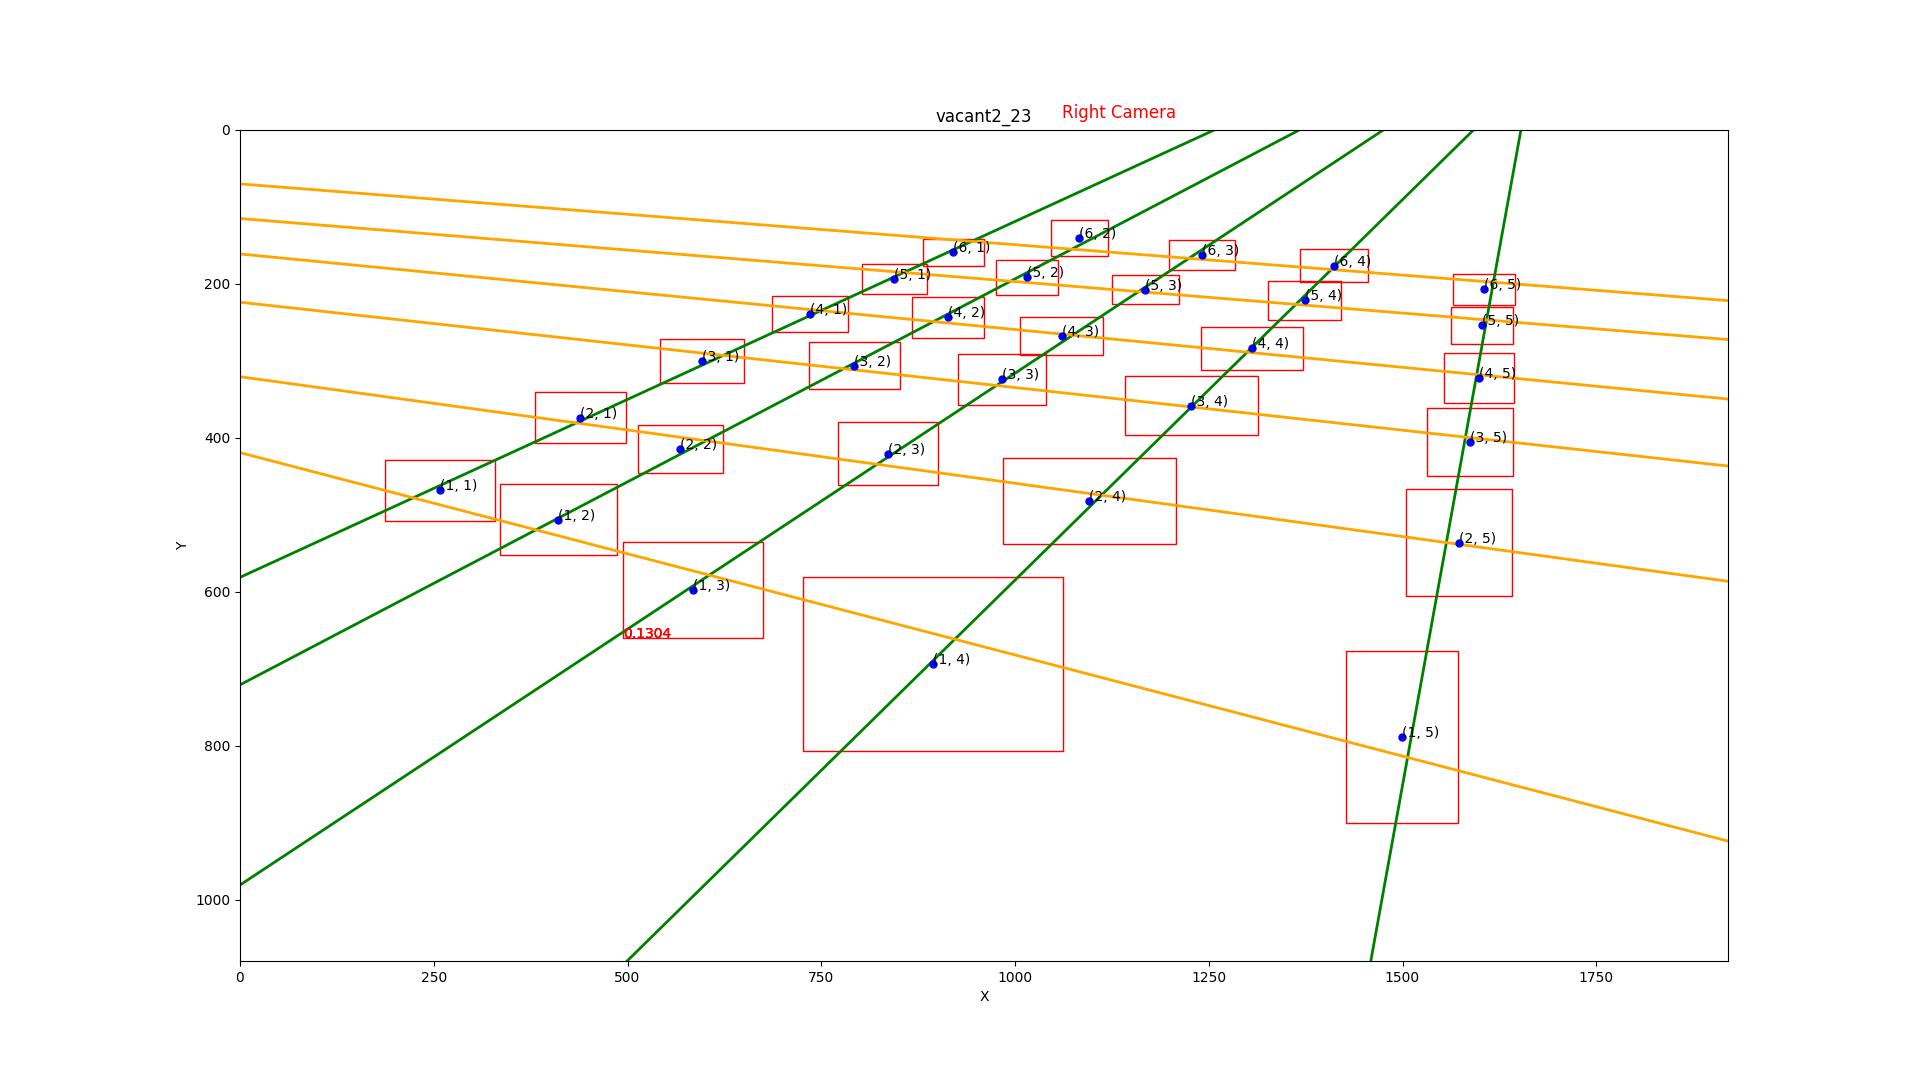 vacant2_23 Right Camera
0
(6, 2)
(6, 1) (6, 3)
(6, 4)
(5, 1) (5, 2)
200
(5, 3) (6, 5)
(5, 4)
(4, 1) (4, 2)
(5, 5)
(4, 3)
(4, 4)
(3, 1) (3, 2)
(3, 3) (4, 5)
(3, 4)
(2, 1)
400
(3, 5)
(2, 2) (2, 3)
(1, 1)
(2, 4)
(1, 2)
(2, 5)
Y
600
(1, 3)
0.1304
(1, 4)
(1, 5)
800
1000
0 250 500 750 1000 1250 1500 1750
X